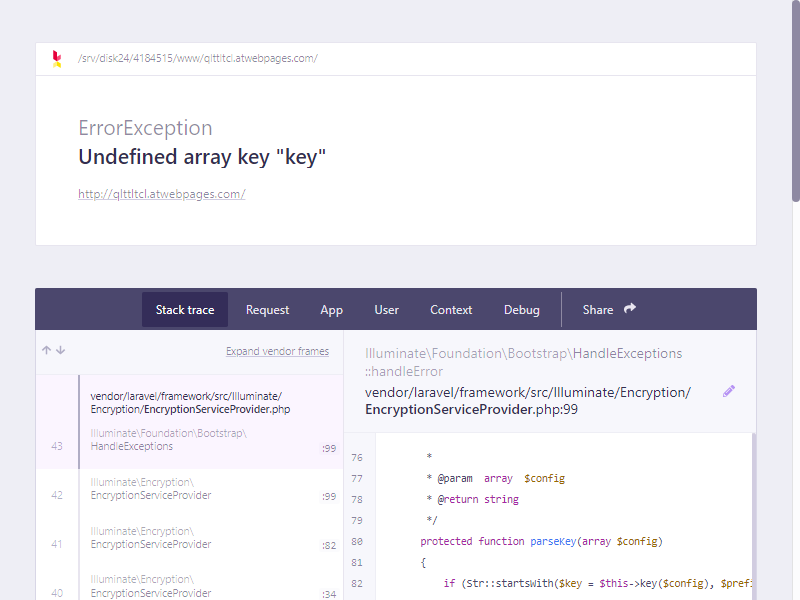 /srv/disk24/4184515/www/qlttltcl.atwebpages.com/
ErrorException
Undefined array key "key"
http://qlttltcl.atwebpages.com/
Stack trace
Request
App
User
Context
Debug
Share
Expand vendor frames
vendor/laravel/framework/src/Illuminate/
Encryption/EncryptionServiceProvider.php
43
Illuminate\Foundation\Bootstrap\
HandleExceptions
:99
42
Illuminate\Encryption\
EncryptionServiceProvider
:99
41
Illuminate\Encryption\
EncryptionServiceProvider
:82
40
Illuminate\Encryption\
EncryptionServiceProvider
:34
Illuminate\Foundation\Bootstrap\HandleExceptions
::handleError
vendor/laravel/framework/src/Illuminate/Encryption/
EncryptionServiceProvider.php:99
76 *
77 * @param  array  $config
78 * @return string
79 */
80 protected function parseKey(array $config)
81 {
82 if (Str::startsWith($key = $this->key($config), $prefi